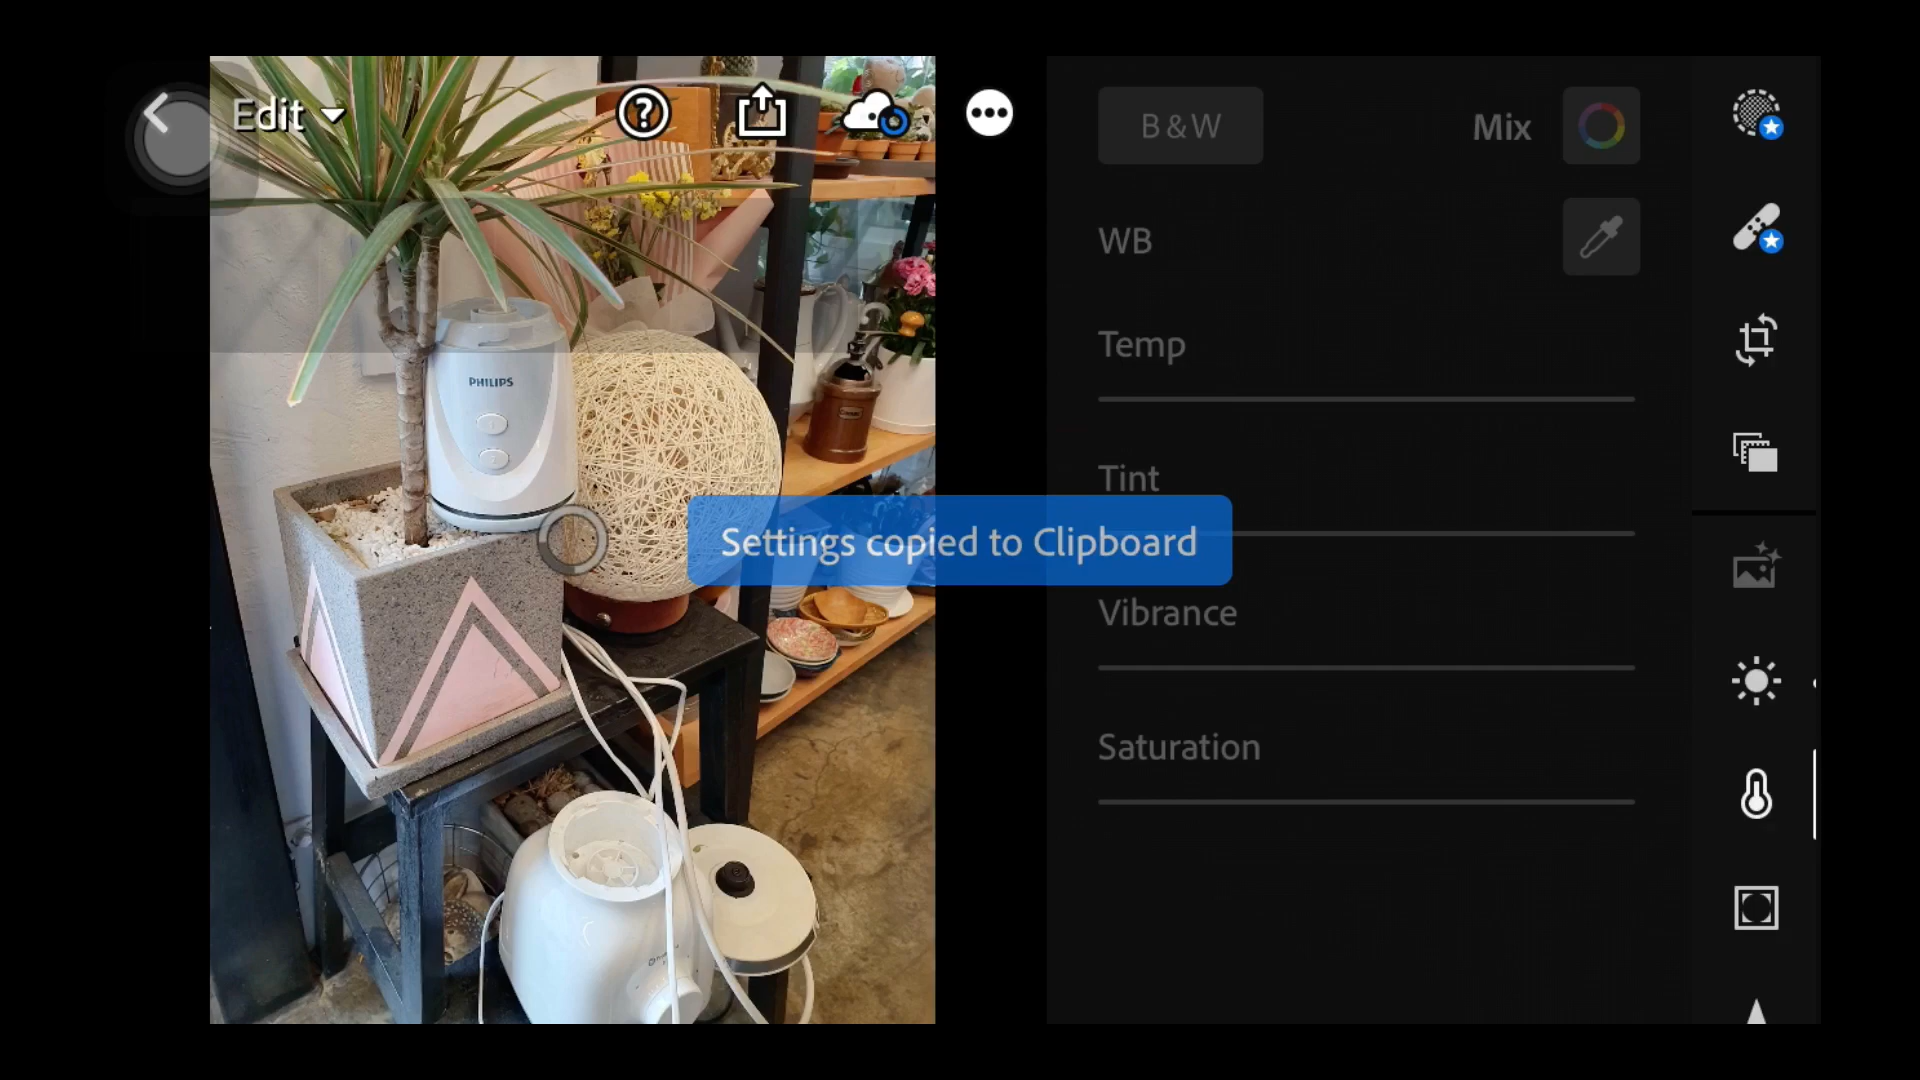 Edit
B & W
Mix
WB
Temp
PHILIPS
Tint
Settings copied to Clipboard
Vibrance
Saturation